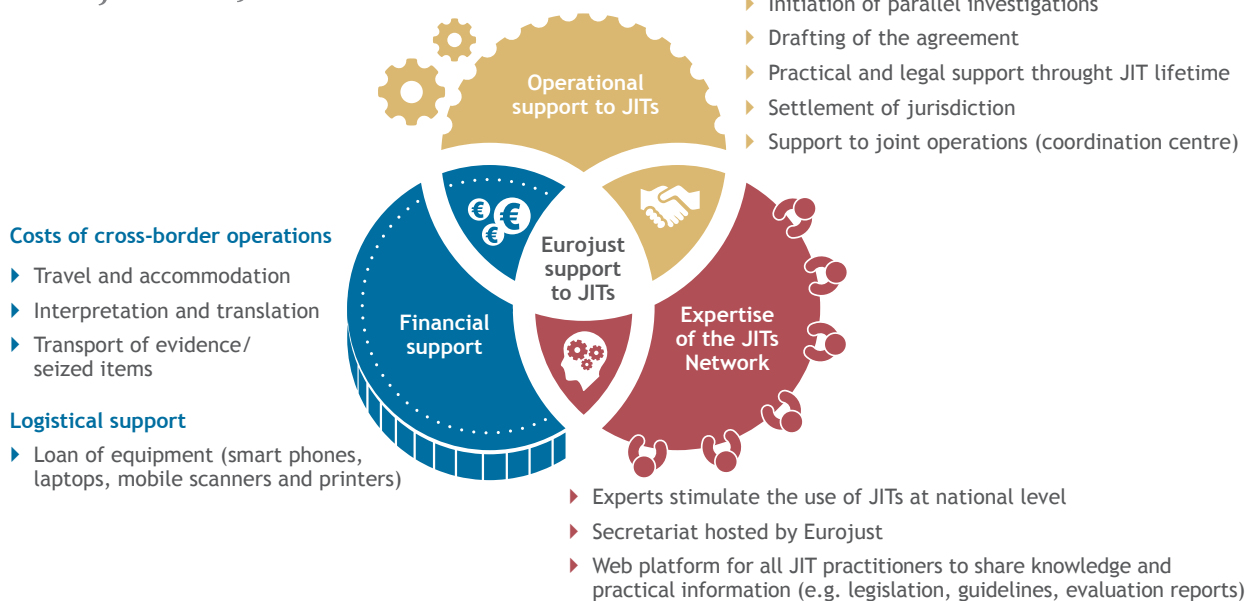 Initiation of parallel investigations
Drafting of the agreement
Practical and legal support throught JIT lifetime
Settlement of jurisdiction
Support to joint operations (coordination centre)
Operational
support to JITs
Eurojust
support
to JITs
Financial
support
Expertise
of the JITs
Network
Costs of cross-border operations
Travel and accommodation
Interpretation and translation
Transport of evidence/
seized items
Logistical support
Loan of equipment (smart phones,
laptops, mobile scanners and printers)
Experts stimulate the use of JITs at national level
Secretariat hosted by Eurojust
Web platform for all JIT practitioners to share knowledge and
practical information (e.g. legislation, guidelines, evaluation reports)